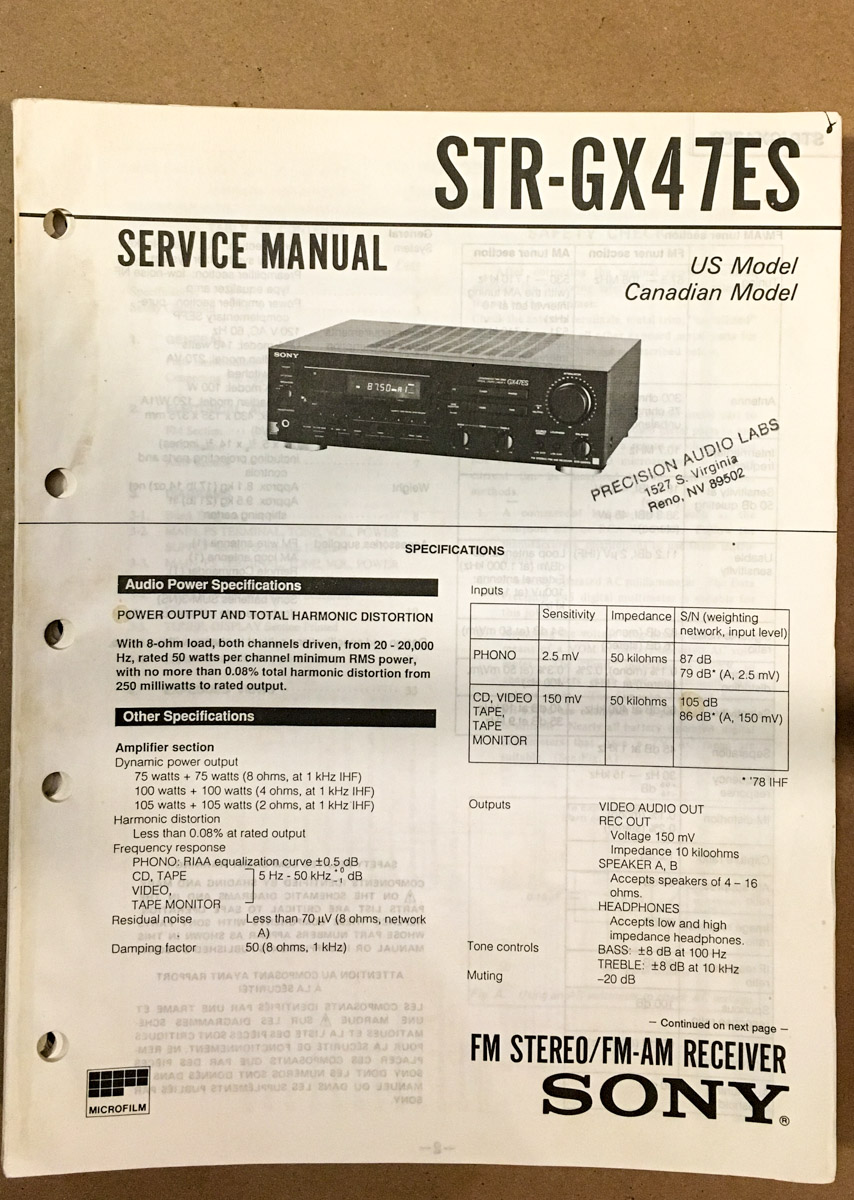 STR-GX47ES
SERVICE MANUAL
US Model
Canadian Model
SONY
87.50
GX47ES
PRECISION AUDIO LABS
1527 S. Virginia
Reno, NV 89502
SPECIFICATIONS
Audio Power Specifications
POWER OUTPUT AND TOTAL HARMONIC DISTORTION
With 8-ohm load, both channels driven, from 20 - 20,000
Hz, rated 50 watts per channel minimum RMS power,
with no more than 0.08% total harmonic distortion from
250 milliwatts to rated output.
Other Specifications
Amplifier section
Dynamic power output
75 watts + 75 watts (8 ohms, at 1 kHz IHF)
100 watts + 100 watts (4 ohms, at 1 kHz IHF)
105 watts + 105 watts (2 ohms, at 1 kHz IHF)
Harmonic distortion
Less than 0.08% at rated output
Frequency response
PHONO: RIAA equalization curve ±0.5 dB
CD, TAPE
VIDEO,
TAPE MONITOR
5 Hz - 50 kHz +0 -1 dB
Residual noise Less than 70 µV (8 ohms, network
A)
Damping factor 50 (8 ohms, 1 kHz)
Inputs
Sensitivity Impedance S/N (weighting
network, input level)
PHONO 2.5 mV 50 kilohms 87 dB
79 dB* (A, 2.5 mV)
CD, VIDEO 150 mV 50 kilohms 105 dB
TAPE, 86 dB* (A, 150 mV)
TAPE
MONITOR
* '78 IHF
Outputs VIDEO AUDIO OUT
REC OUT
Voltage 150 mV
Impedance 10 kiloohms
SPEAKER A, B
Accepts speakers of 4 – 16
ohms.
HEADPHONES
Accepts low and high
impedance headphones.
Tone controls BASS: ±8 dB at 100 Hz
TREBLE: ±8 dB at 10 kHz
Muting –20 dB
– Continued on next page –
FM STEREO/FM-AM RECEIVER
SONY®
MICROFILM